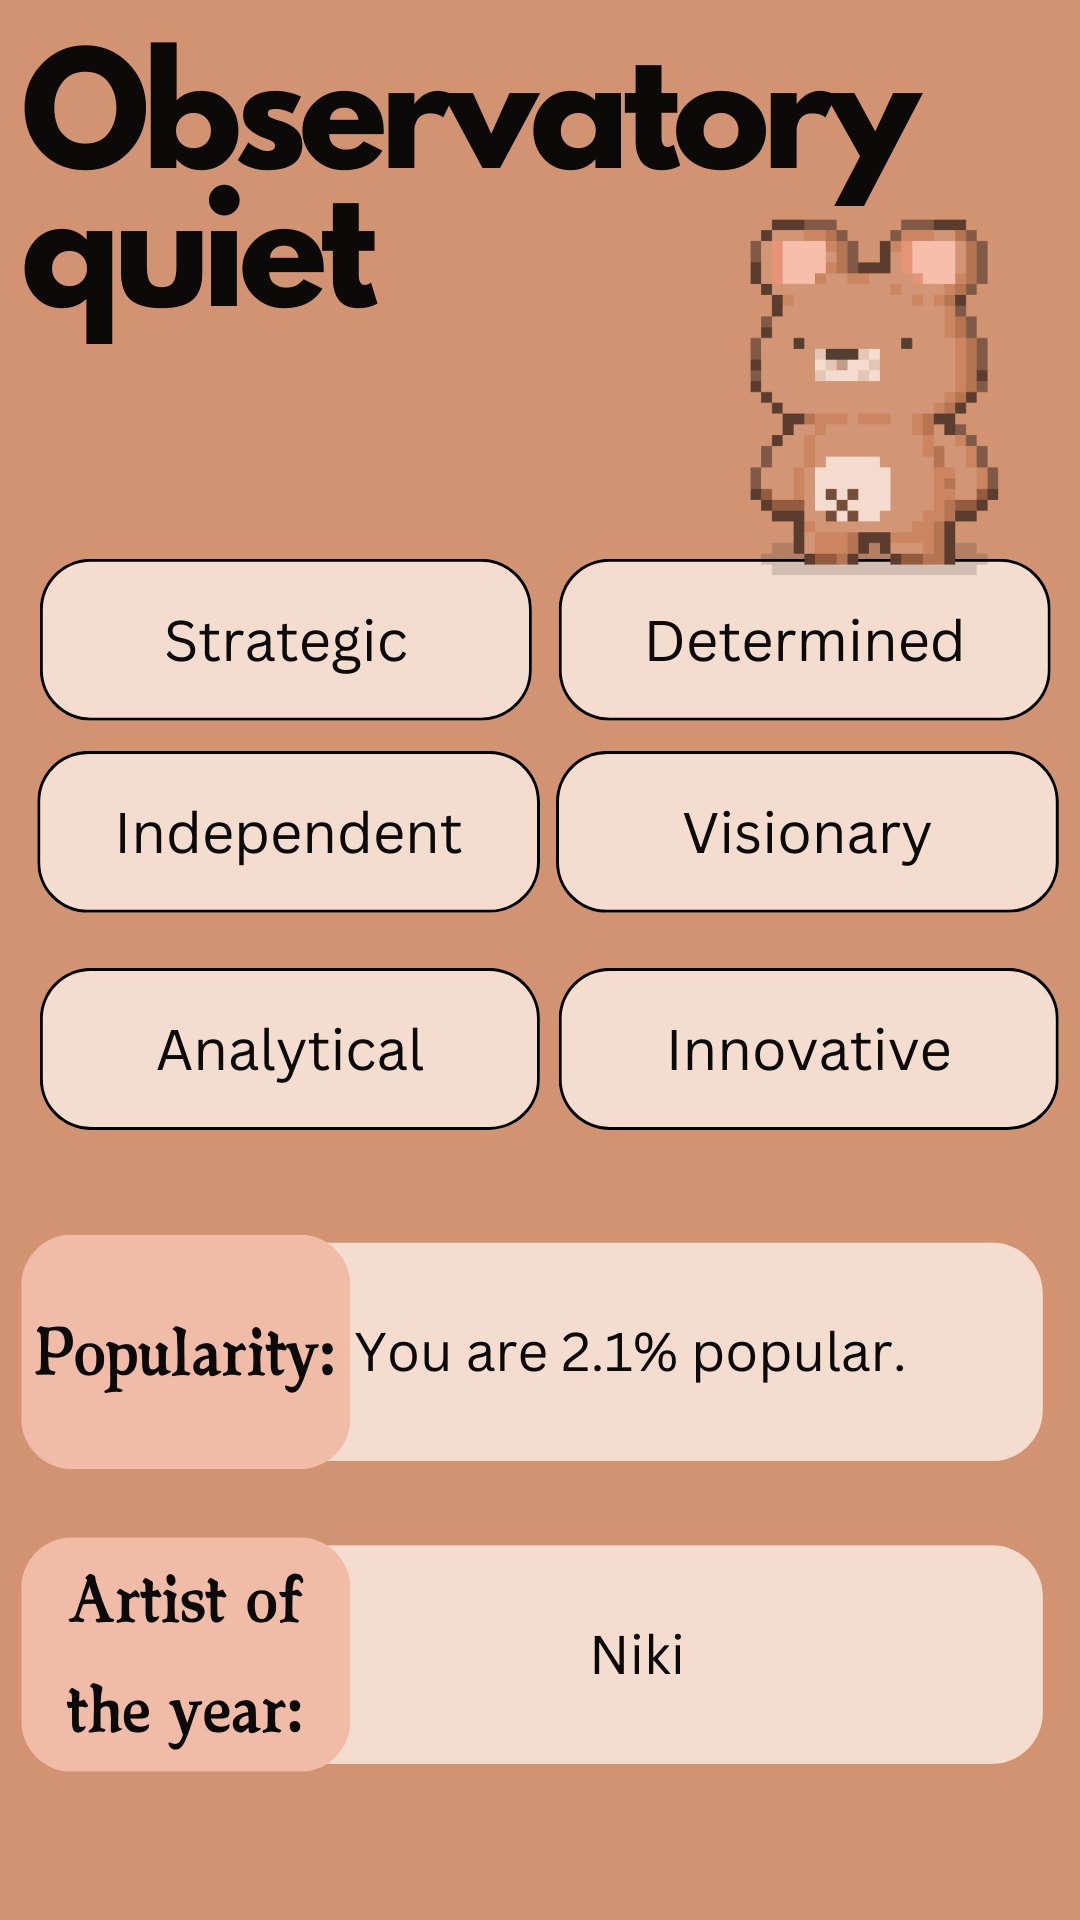 Observatory
quiet
Strategic
Determined
Independent
Visionary
Analytical
Innovative
Popularity:
You are 2.1% popular.
Artist of
the year:
Niki